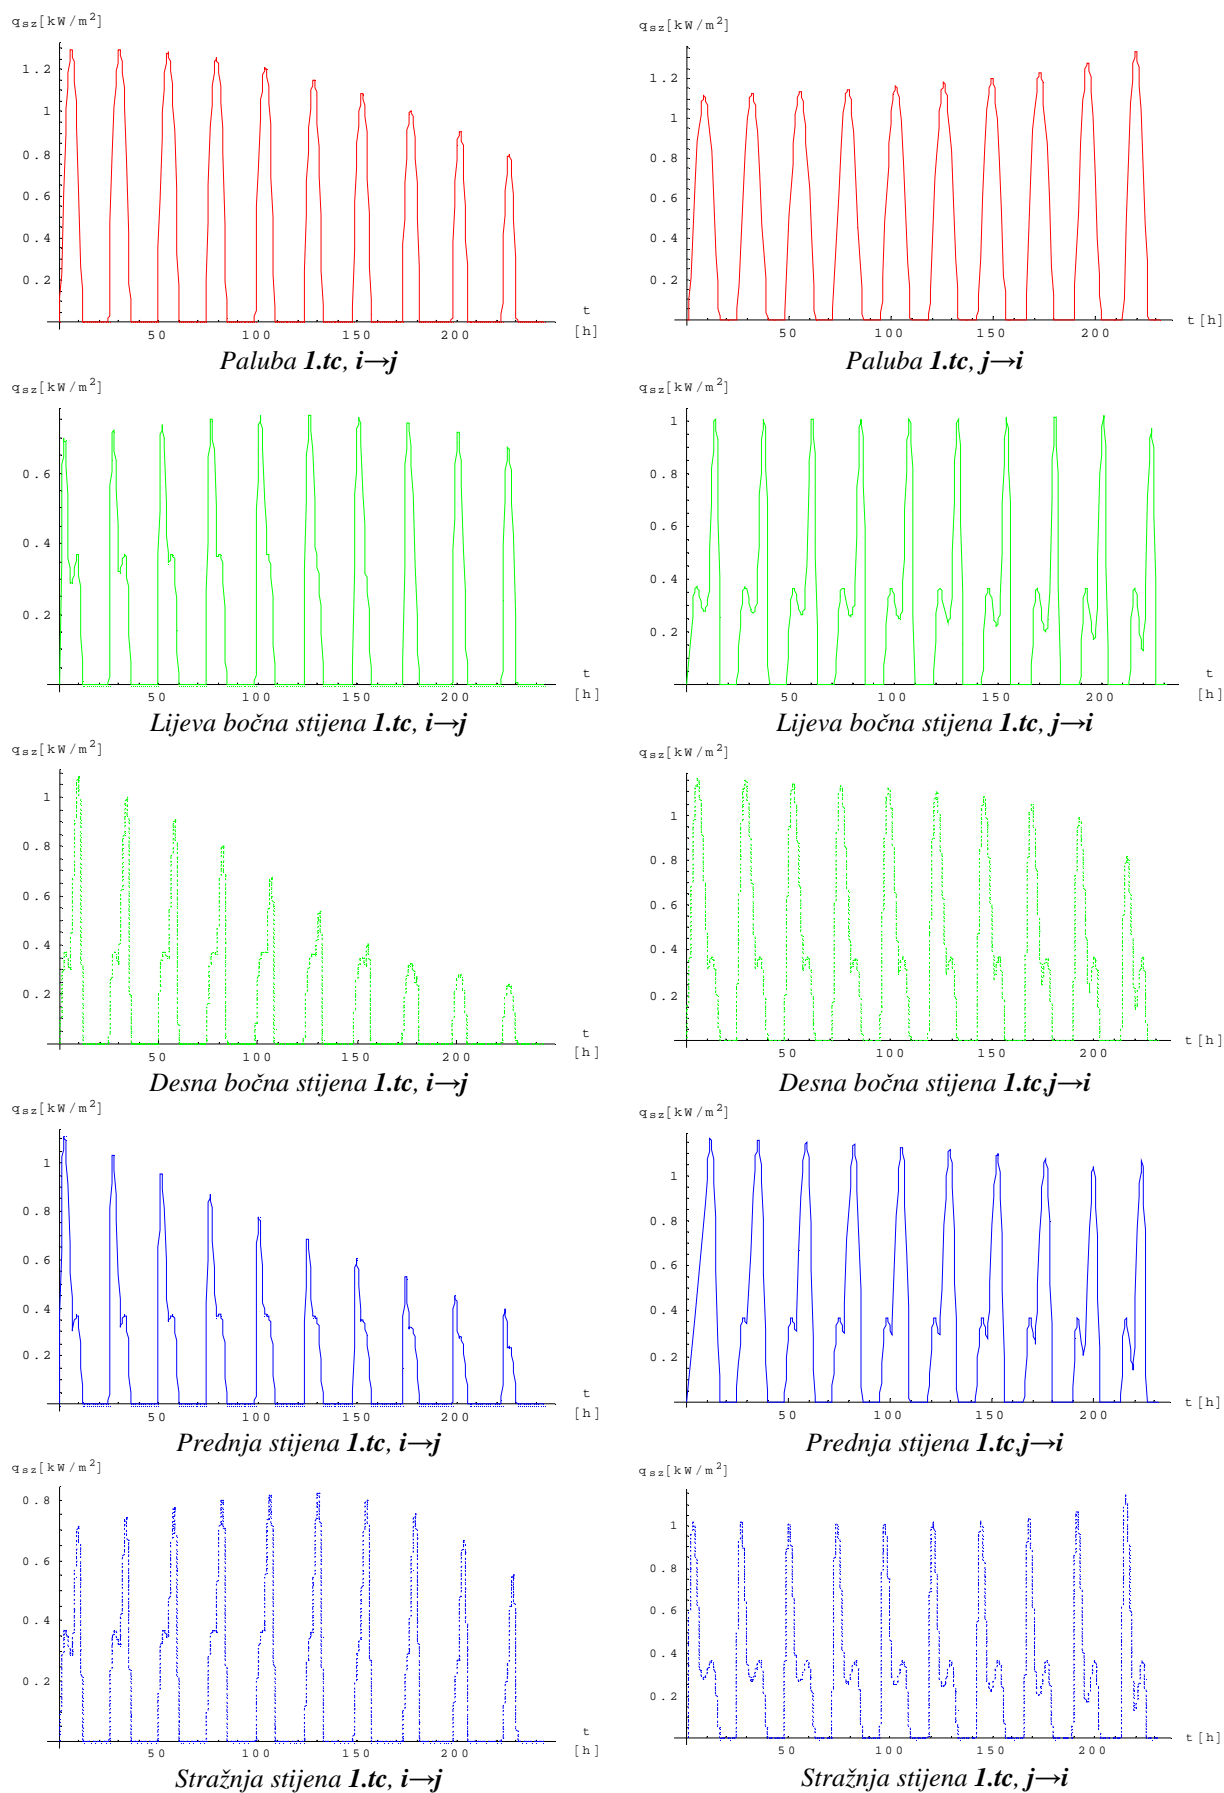 q_sz[kW/m²]
1.2
1
0.8
0.6
0.4
0.2
50 100 150 200
t
[h]
Paluba 1.tc, i→j
q_sz[kW/m²]
1.2
1
0.8
0.6
0.4
0.2
50 100 150 200
t [h]
Paluba 1.tc, j→i
q_sz[kW/m²]
0.6
0.4
0.2
50 100 150 200
t
[h]
Lijeva bočna stijena 1.tc, i→j
q_sz[kW/m²]
1
0.8
0.6
0.4
0.2
50 100 150 200
t
[h]
Lijeva bočna stijena 1.tc, j→i
q_sz[kW/m²]
1
0.8
0.6
0.4
0.2
50 100 150 200
t
[h]
Desna bočna stijena 1.tc, i→j
q_sz[kW/m²]
1
0.8
0.6
0.4
0.2
50 100 150 200
t [h]
Desna bočna stijena 1.tc,j→i
q_sz[kW/m²]
1
0.8
0.6
0.4
0.2
50 100 150 200
t
[h]
Prednja stijena 1.tc, i→j
q_sz[kW/m²]
1
0.8
0.6
0.4
0.2
50 100 150 200
t [h]
Prednja stijena 1.tc,j→i
q_sz[kW/m²]
0.8
0.6
0.4
0.2
50 100 150 200
t
[h]
Stražnja stijena 1.tc, i→j
q_sz[kW/m²]
1
0.8
0.6
0.4
0.2
50 100 150 200
t [h]
Stražnja stijena 1.tc, j→i